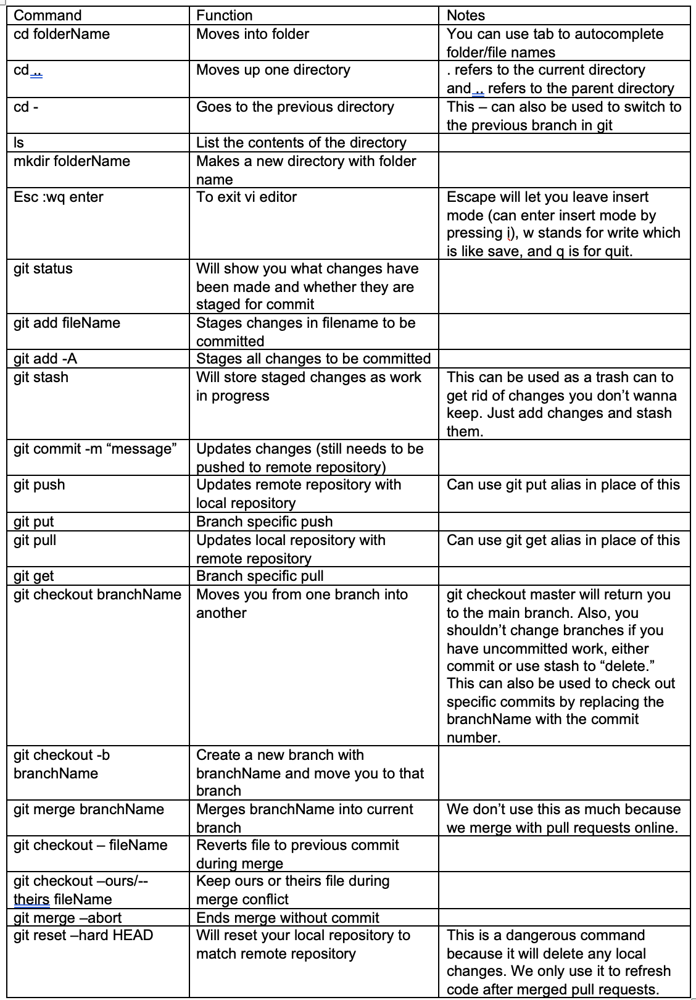 Command Function Notes
cd folderName Moves into folder You can use tab to autocomplete
folder/file names
cd .. Moves up one directory . refers to the current directory
and .. refers to the parent directory
cd - Goes to the previous directory This – can also be used to switch to
the previous branch in git
ls List the contents of the directory
mkdir folderName Makes a new directory with folder
name
Esc :wq enter To exit vi editor Escape will let you leave insert
mode (can enter insert mode by
pressing i), w stands for write which
is like save, and q is for quit.
git status Will show you what changes have
been made and whether they are
staged for commit
git add fileName Stages changes in filename to be
committed
git add -A Stages all changes to be committed
git stash Will store staged changes as work This can be used as a trash can to
in progress get rid of changes you don’t wanna
keep. Just add changes and stash
them.
git commit -m “message” Updates changes (still needs to be
pushed to remote repository)
git push Updates remote repository with Can use git put alias in place of this
local repository
git put Branch specific push
git pull Updates local repository with Can use git get alias in place of this
remote repository
git get Branch specific pull
git checkout branchName Moves you from one branch into git checkout master will return you
another to the main branch. Also, you
shouldn’t change branches if you
have uncommitted work, either
commit or use stash to “delete.”
This can also be used to check out
specific commits by replacing the
branchName with the commit
number.
git checkout -b Create a new branch with
branchName branchName and move you to that
branch
git merge branchName Merges branchName into current We don’t use this as much because
branch we merge with pull requests online.
git checkout – fileName Reverts file to previous commit
during merge
git checkout –ours/-- Keep ours or theirs file during
theirs fileName merge conflict
git merge –abort Ends merge without commit
git reset –hard HEAD Will reset your local repository to This is a dangerous command
match remote repository because it will delete any local
changes. We only use it to refresh
code after merged pull requests.